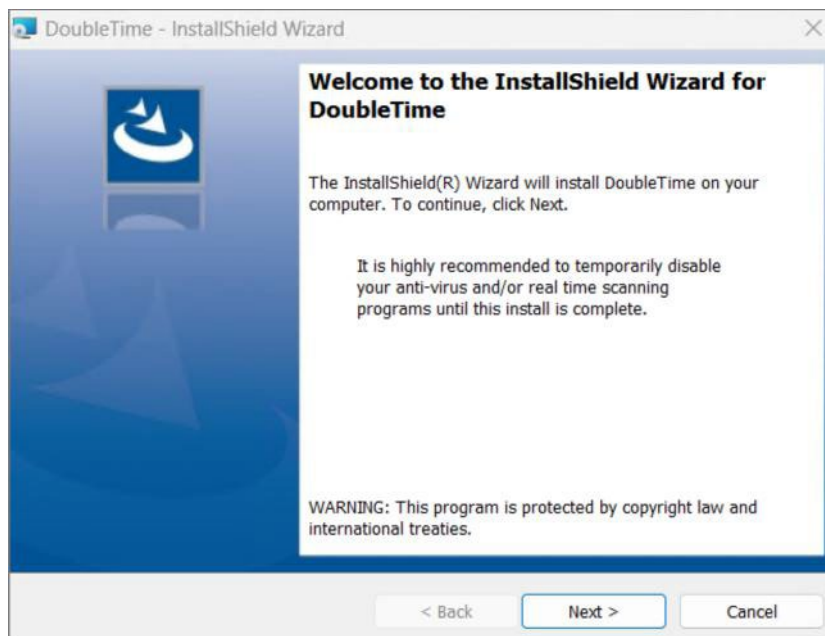 DoubleTime - InstallShield Wizard
Welcome to the InstallShield Wizard for
DoubleTime
The InstallShield(R) Wizard will install DoubleTime on your
computer. To continue, click Next.
It is highly recommended to temporarily disable
your anti-virus and/or real time scanning
programs until this install is complete.
WARNING: This program is protected by copyright law and
international treaties.
< Back Next > Cancel